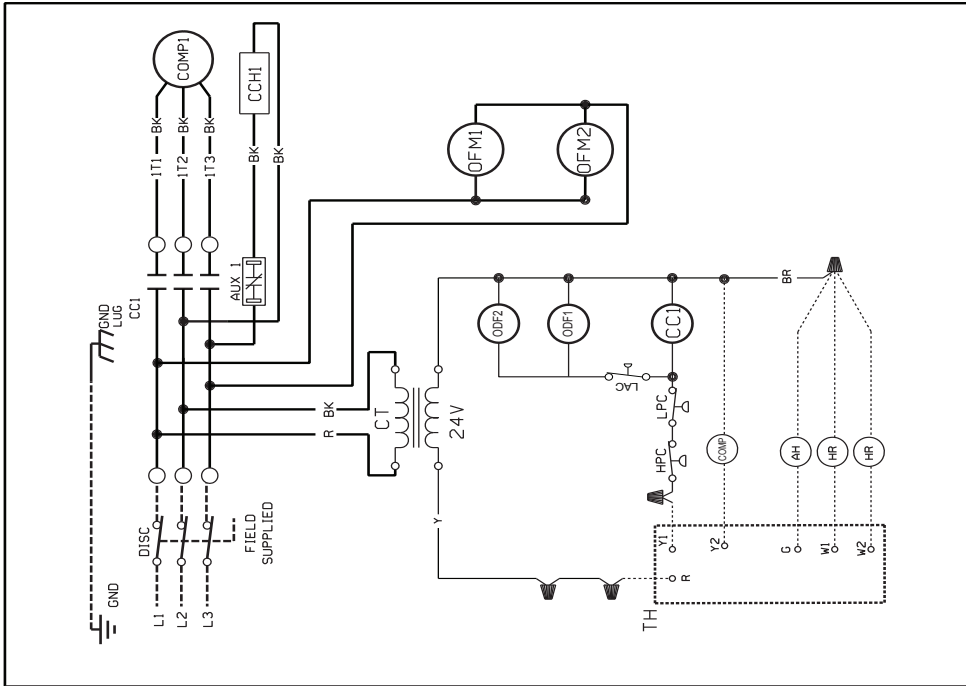 COMP1
CCH1
1T1 BK
1T2 BK
1T3 BK
BK
BK
OFM1
OFM2
AUX 1
GND
LUG
CC1
BR
ODF2
ODF1
CC1
LAC
CT
BK
R
24V
LPC
HPC
COMP
AH
HR
HR
DISC
FIELD
SUPPLIED
Y
Y1
Y2
G
W1
W2
R
TH
GND
L1
L2
L3